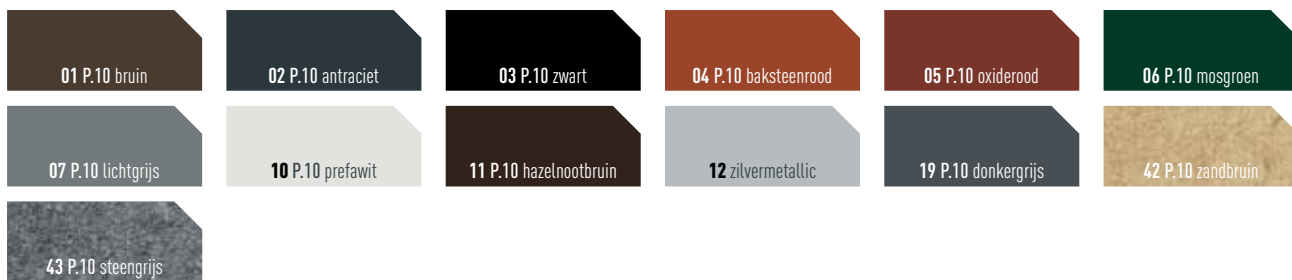 01 P.10 bruin
02 P.10 antraciet
03 P.10 zwart
04 P.10 baksteenrood
05 P.10 oxiderood
06 P.10 mosgroen
07 P.10 lichtgrijs
10 P.10 prefawit
11 P.10 hazelnootbruin
12 zilvermetallic
19 P.10 donkergrijs
42 P.10 zandbruin
43 P.10 steengrijs